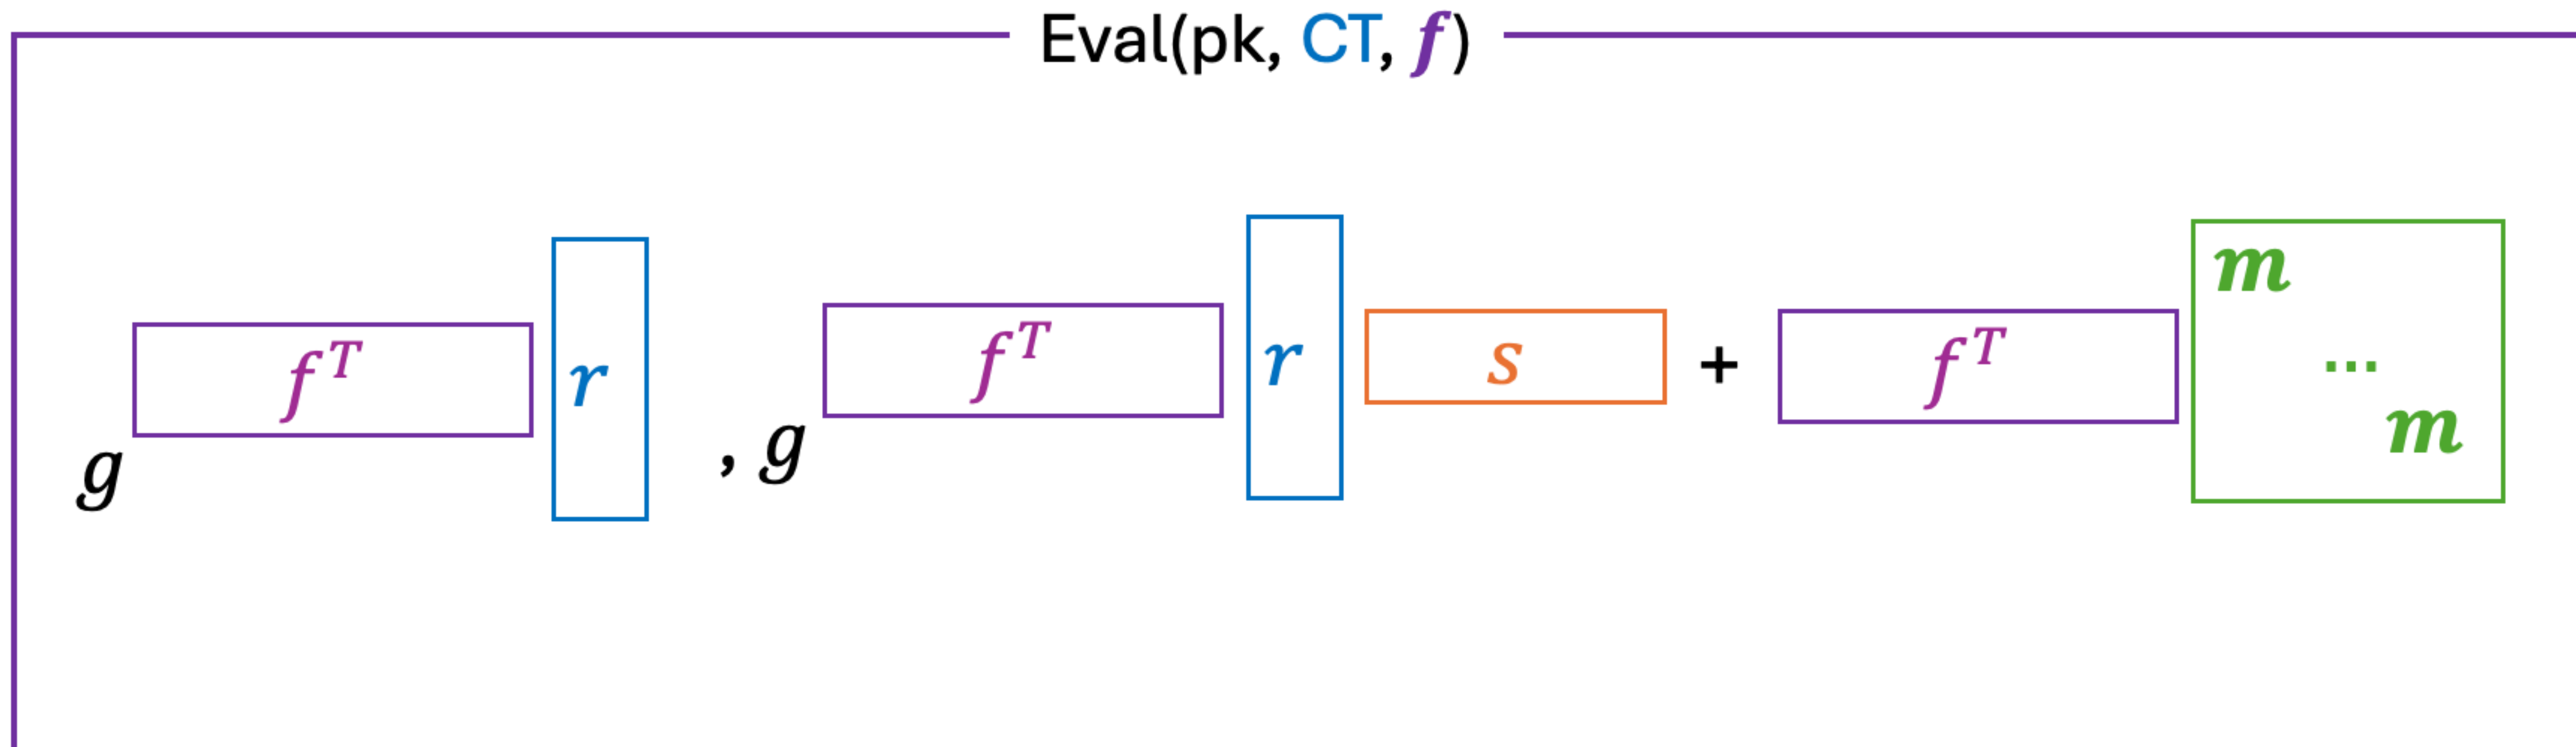 Eval(pk, CT, f)
g f^T r , g f^T r s + f^T m ... m